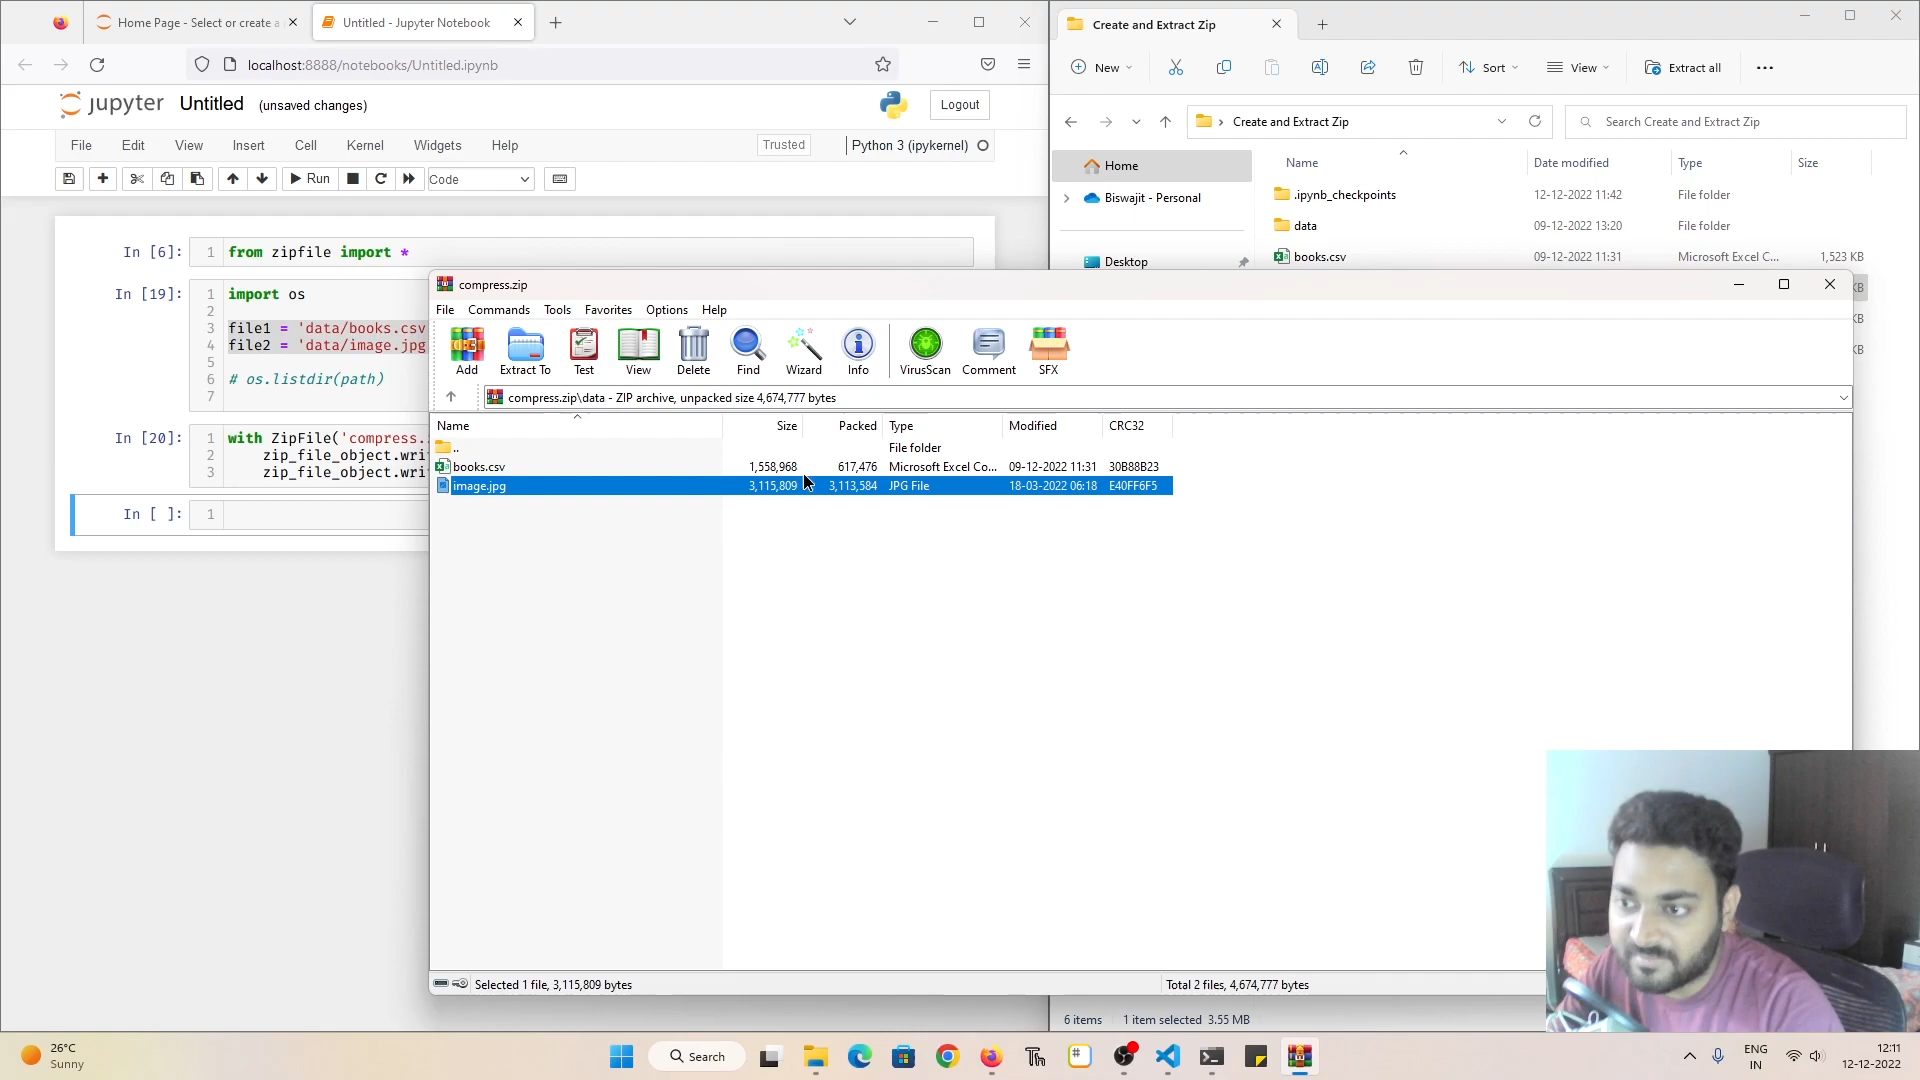 Home Page - Select or create a
Untitled - Jupyter Notebook
localhost:8888/notebooks/Untitled.ipynb
jupyter Untitled (unsaved changes)
Logout
File Edit View Insert Cell Kernel Widgets Help
Trusted
Python 3 (ipykernel)
Run
Code
In [6]: 1 from zipfile import *
In [19]: 1 import os
2
3 file1 = 'data/books.csv
4 file2 = 'data/image.jpg
5
6 # os.listdir(path)
7
In [20]: 1 with ZipFile('compress.
2 zip_file_object.wri
3 zip_file_object.wri
In [ ]: 1
Create and Extract Zip
New Sort View Extract all
Create and Extract Zip
Search Create and Extract Zip
Home
Biswajit - Personal
Desktop
Name Date modified Type Size
.ipynb_checkpoints 12-12-2022 11:42 File folder
data 09-12-2022 13:20 File folder
books.csv 09-12-2022 11:31 Microsoft Excel C... 1,523 KB
KB
KB
KB
compress.zip
File Commands Tools Favorites Options Help
Add Extract To Test View Delete Find Wizard Info VirusScan Comment SFX
compress.zip\data - ZIP archive, unpacked size 4,674,777 bytes
Name Size Packed Type Modified CRC32
.. File folder
books.csv 1,558,968 617,476 Microsoft Excel Co... 09-12-2022 11:31 30B88B23
image.jpg 3,115,809 3,113,584 JPG File 18-03-2022 06:18 E40FF6F5
Selected 1 file, 3,115,809 bytes
Total 2 files, 4,674,777 bytes
6 items 1 item selected 3.55 MB
26°C
Sunny
Search
ENG
IN
12:11
12-12-2022